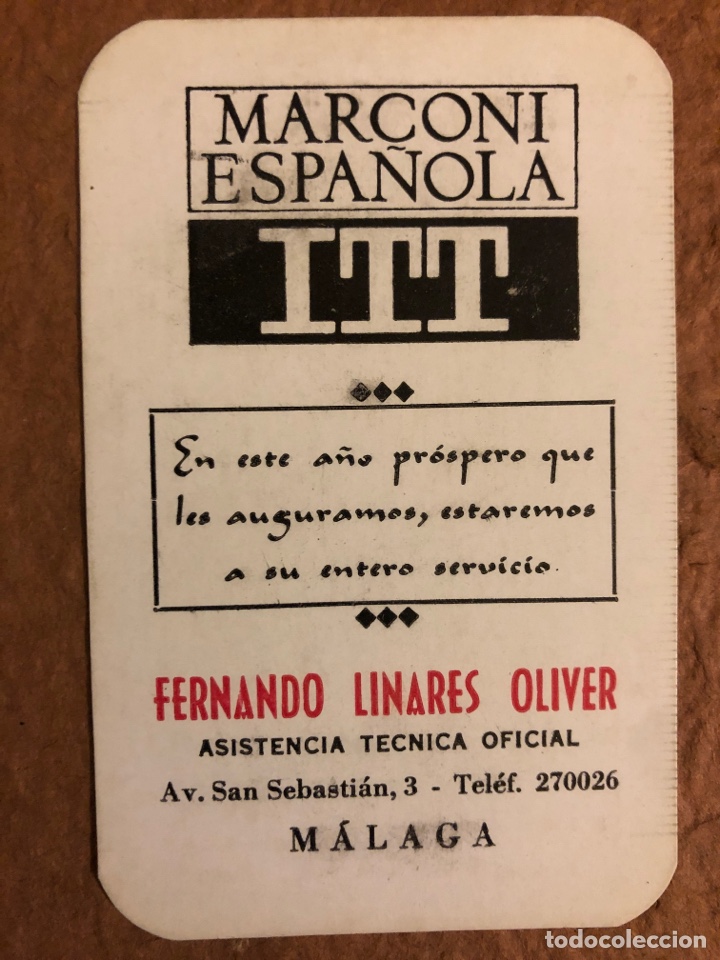 MARCONI
ESPAÑOLA
ITT
En este año próspero que
les auguramos, estaremos
a su entero servicio.
FERNANDO LINARES OLIVER
ASISTENCIA TECNICA OFICIAL
Av. San Sebastián, 3 - Teléf. 270026
MÁLAGA
todocoleccion